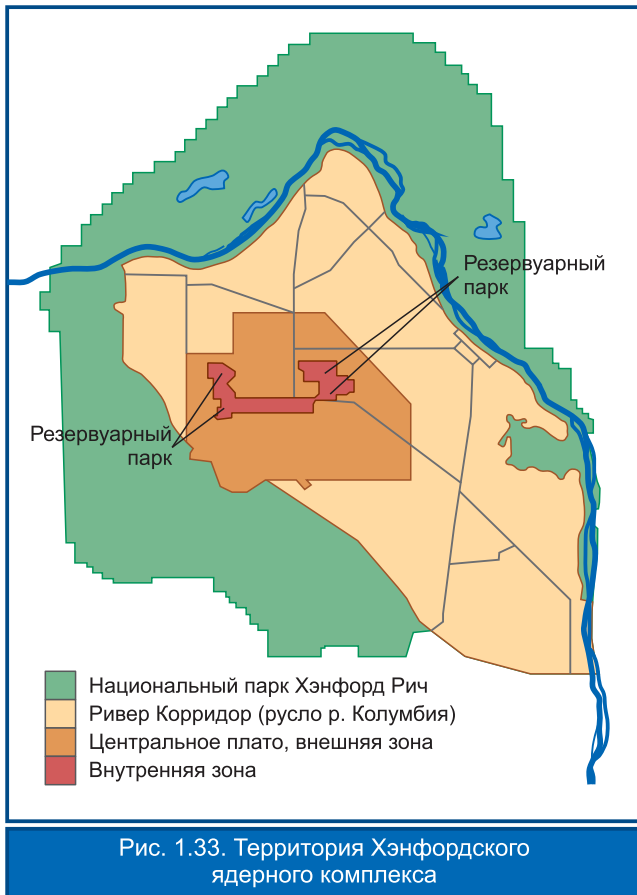 Резервуарный
парк
Резервуарный
парк
Национальный парк Хэнфорд Рич
Ривер Корридор (русло р. Колумбия)
Центральное плато, внешняя зона
Внутренняя зона
Рис. 1.33. Территория Хэнфордского
ядерного комплекса